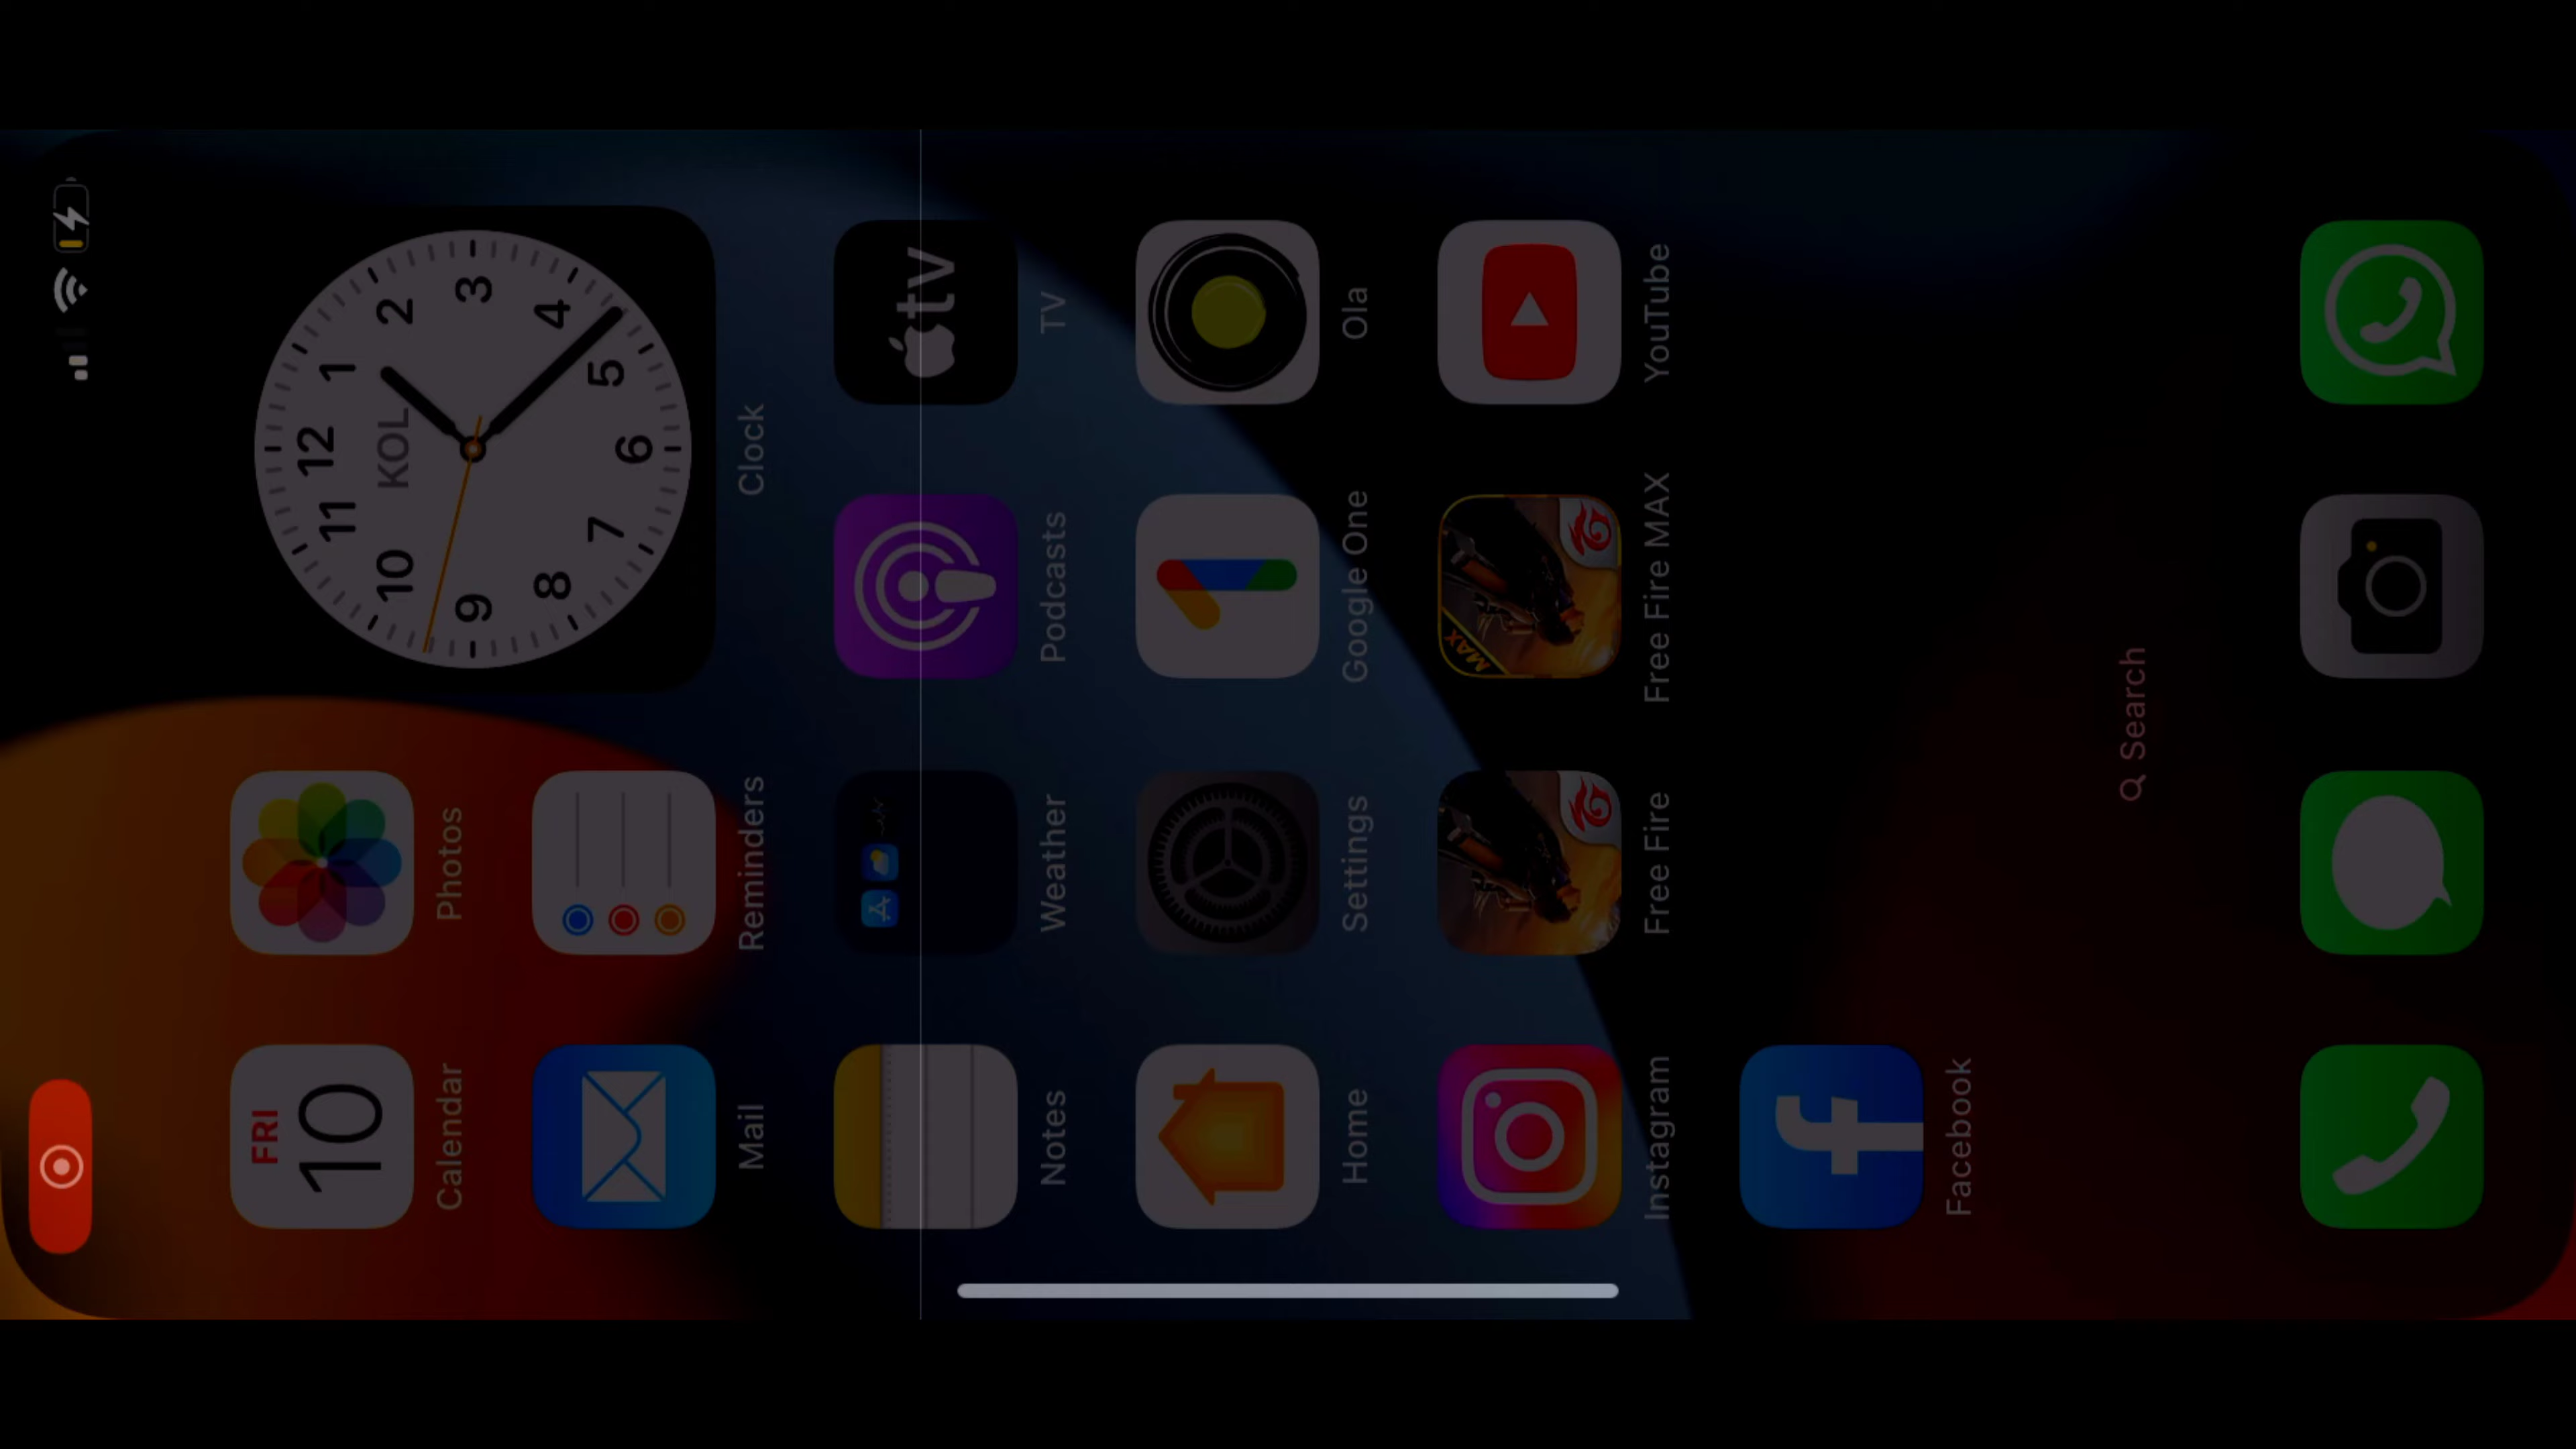 12
1
2
3
4
5
6
7
8
9
10
11
KOL
FRI
10
Calendar
Photos
Clock
Mail
Reminders
tv
Notes
Weather
Podcasts
TV
Home
Settings
Google One
Ola
MAX
Instagram
Free Fire
Free Fire MAX
YouTube
f
Facebook
Search